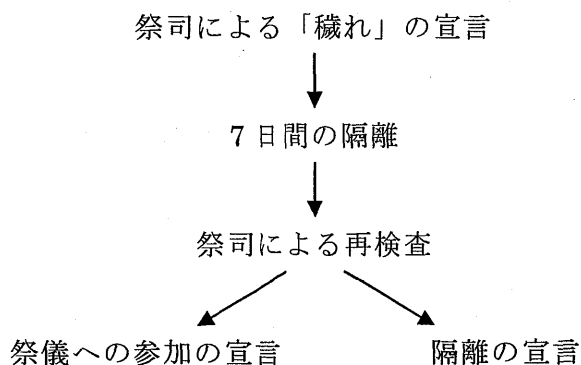 祭司による「穢れ」の宣言
7日間の隔離
祭司による再検査
祭儀への参加の宣言
隔離の宣言